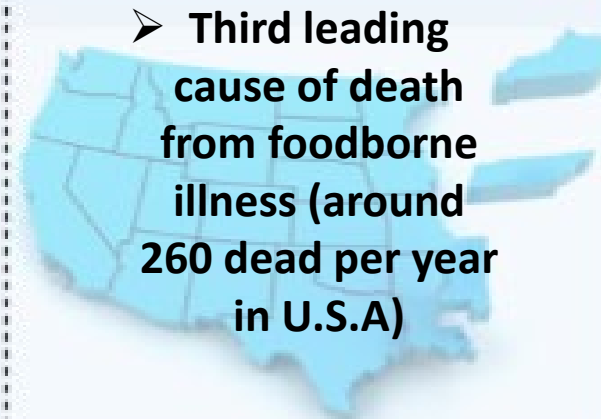 ➢ Third leading
cause of death
from foodborne
illness (around
260 dead per year
in U.S.A)